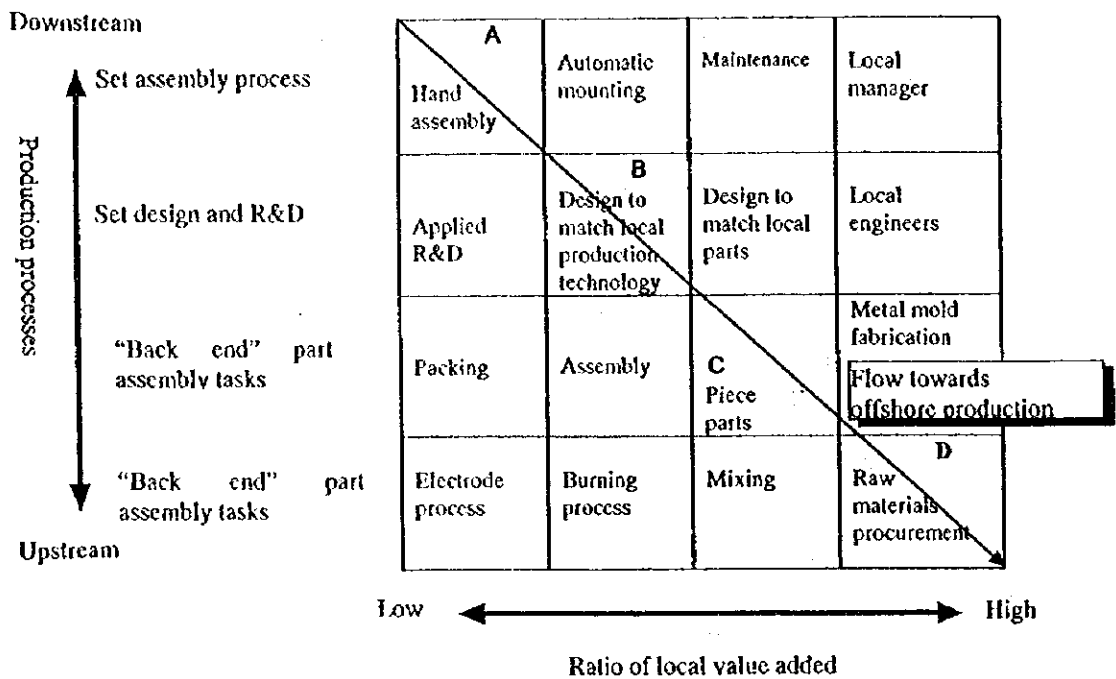 Downstream
Set assembly process
Production processes
Set design and R&D
"Back end" part
assembly tasks
"Back end" part
assembly tasks
Upstream
A
Hand
assembly
Automatic
mounting
Maintenance
Local
manager
Applied
R&D
B
Design to
match local
production
technology
Design to
match local
parts
Local
engineers
Packing
Assembly
C
Piece
parts
Metal mold
fabrication
Flow towards
offshore production
Electrode
process
Burning
process
Mixing
D
Raw
materials
procurement
Low
High
Ratio of local value added